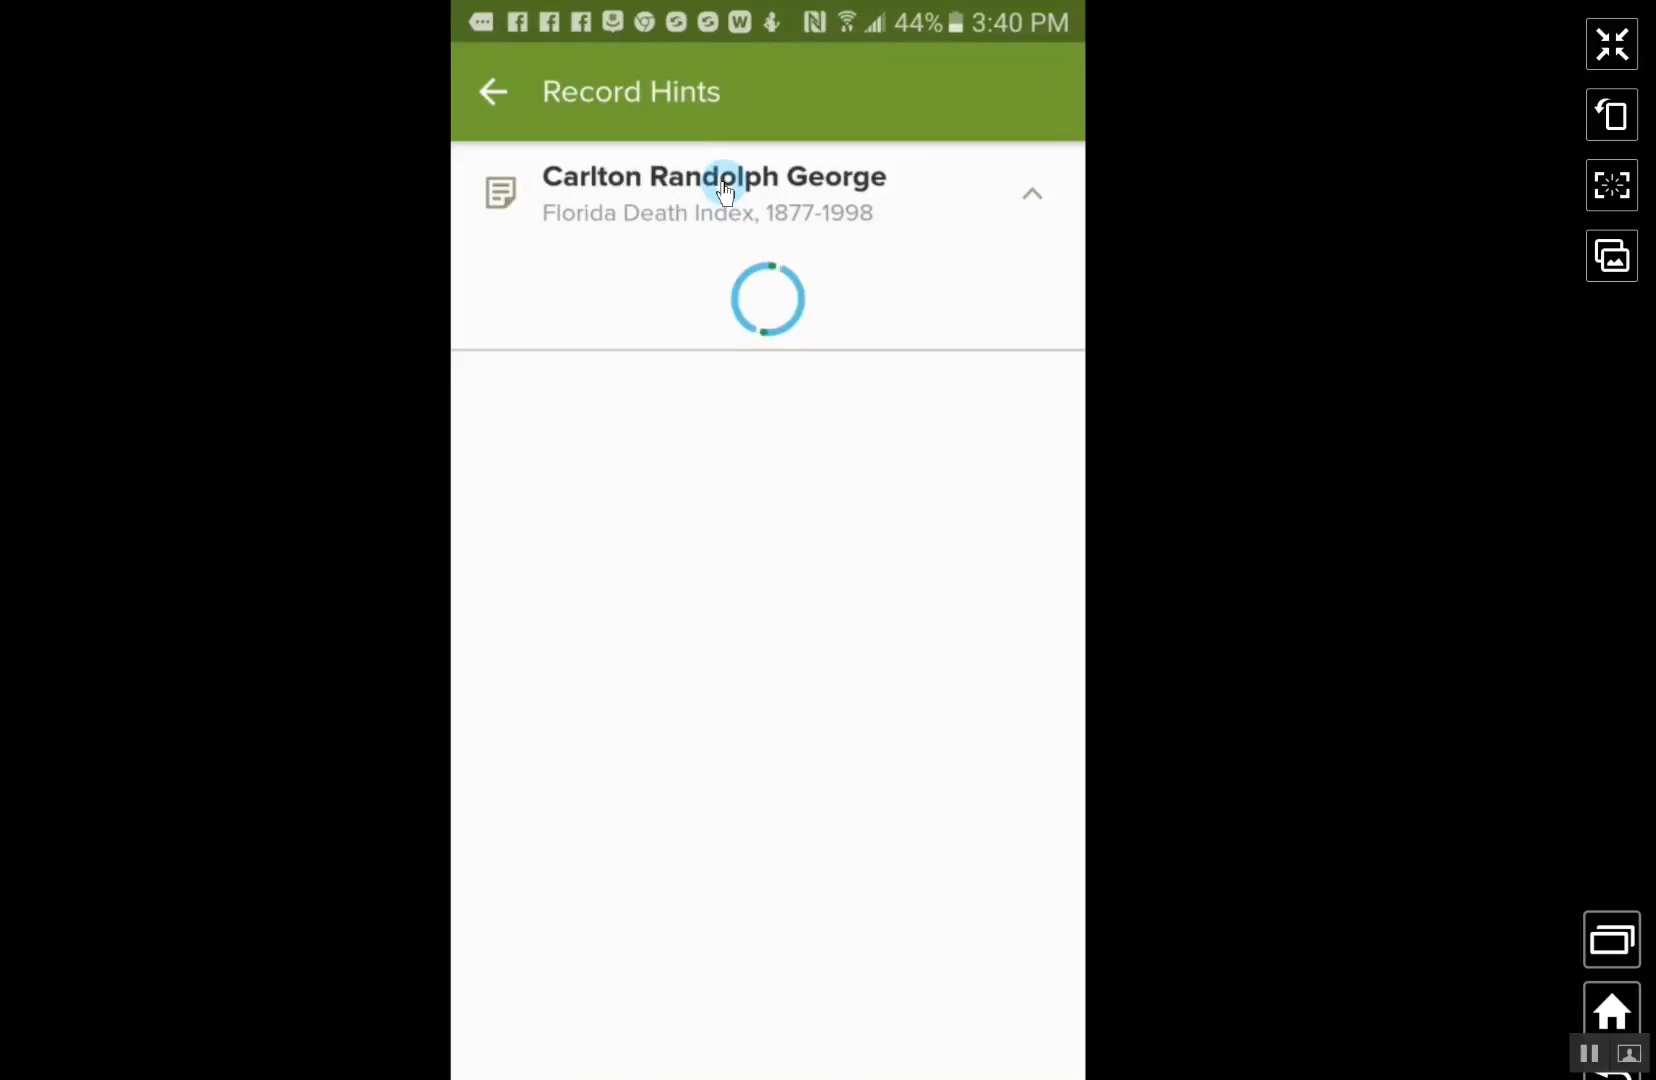 44% 3:40 PM
Record Hints
Carlton Randolph George
Florida Death Index, 1877-1998